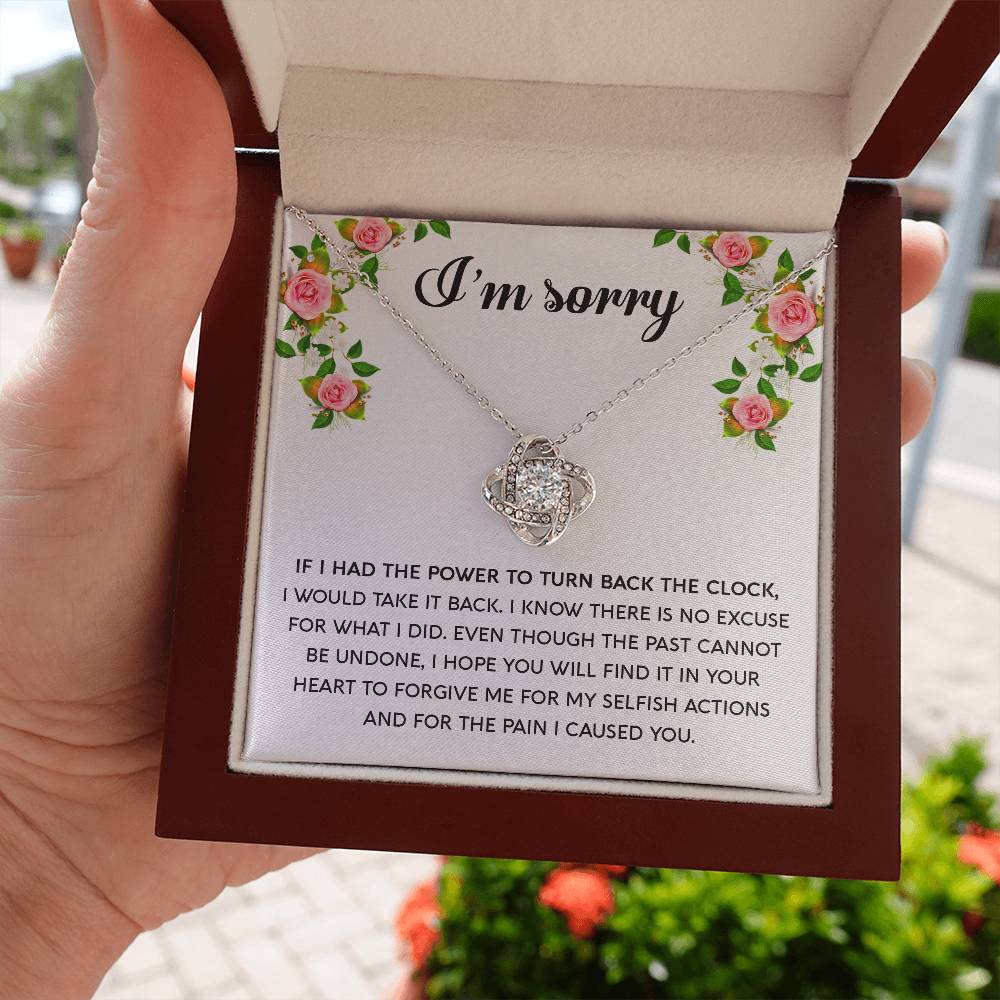 I'm sorry
IF I HAD THE POWER TO TURN BACK THE CLOCK,
I WOULD TAKE IT BACK. I KNOW THERE IS NO EXCUSE
FOR WHAT I DID. EVEN THOUGH THE PAST CANNOT
BE UNDONE, I HOPE YOU WILL FIND IT IN YOUR
HEART TO FORGIVE ME FOR MY SELFISH ACTIONS
AND FOR THE PAIN I CAUSED YOU.